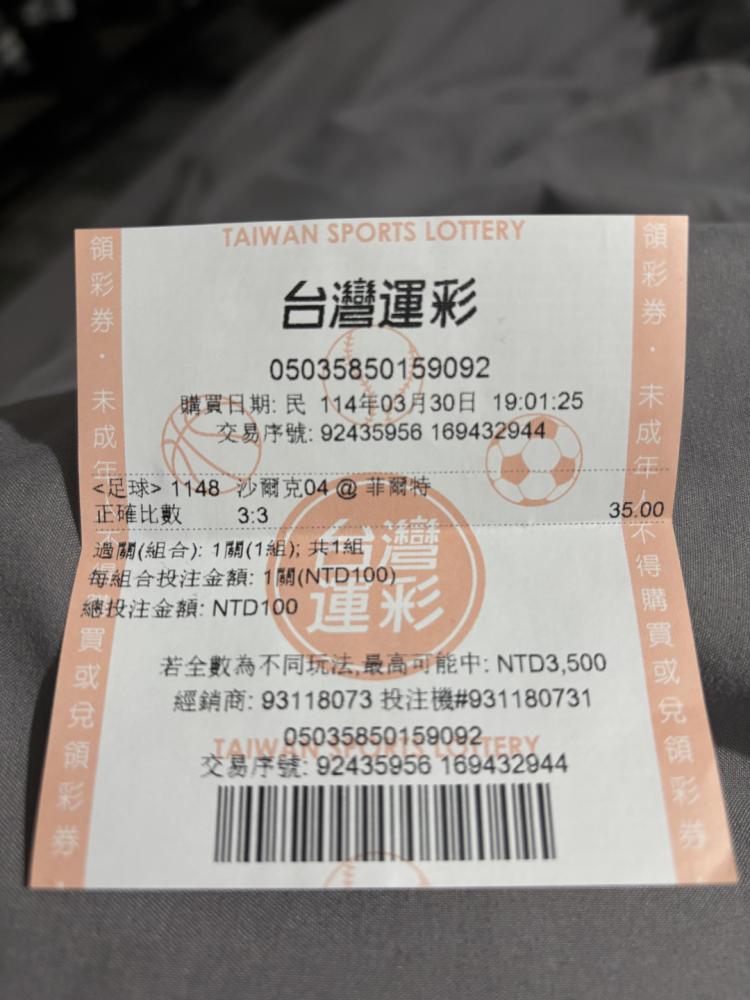 TAIWAN SPORTS LOTTERY
台灣運彩
05035850159092
購買日期: 民 114年03月30日 19:01:25
交易序號: 92435956 169432944
<足球> 1148 沙爾克04 @ 菲爾特
正確比數 3:3 35.00
台灣
運彩
過關(組合): 1關(1組); 共1組
每組合投注金額: 1關(NTD100)
總投注金額: NTD100
若全數為不同玩法,最高可能中: NTD3,500
經銷商: 93118073 投注機#931180731
05035850159092
TAIWAN SPORTS LOTTERY
交易序號: 92435956 169432944
領彩券・未成年人不得購買或兌領彩券・
領彩券・未成年人不得購買或兌領彩券・